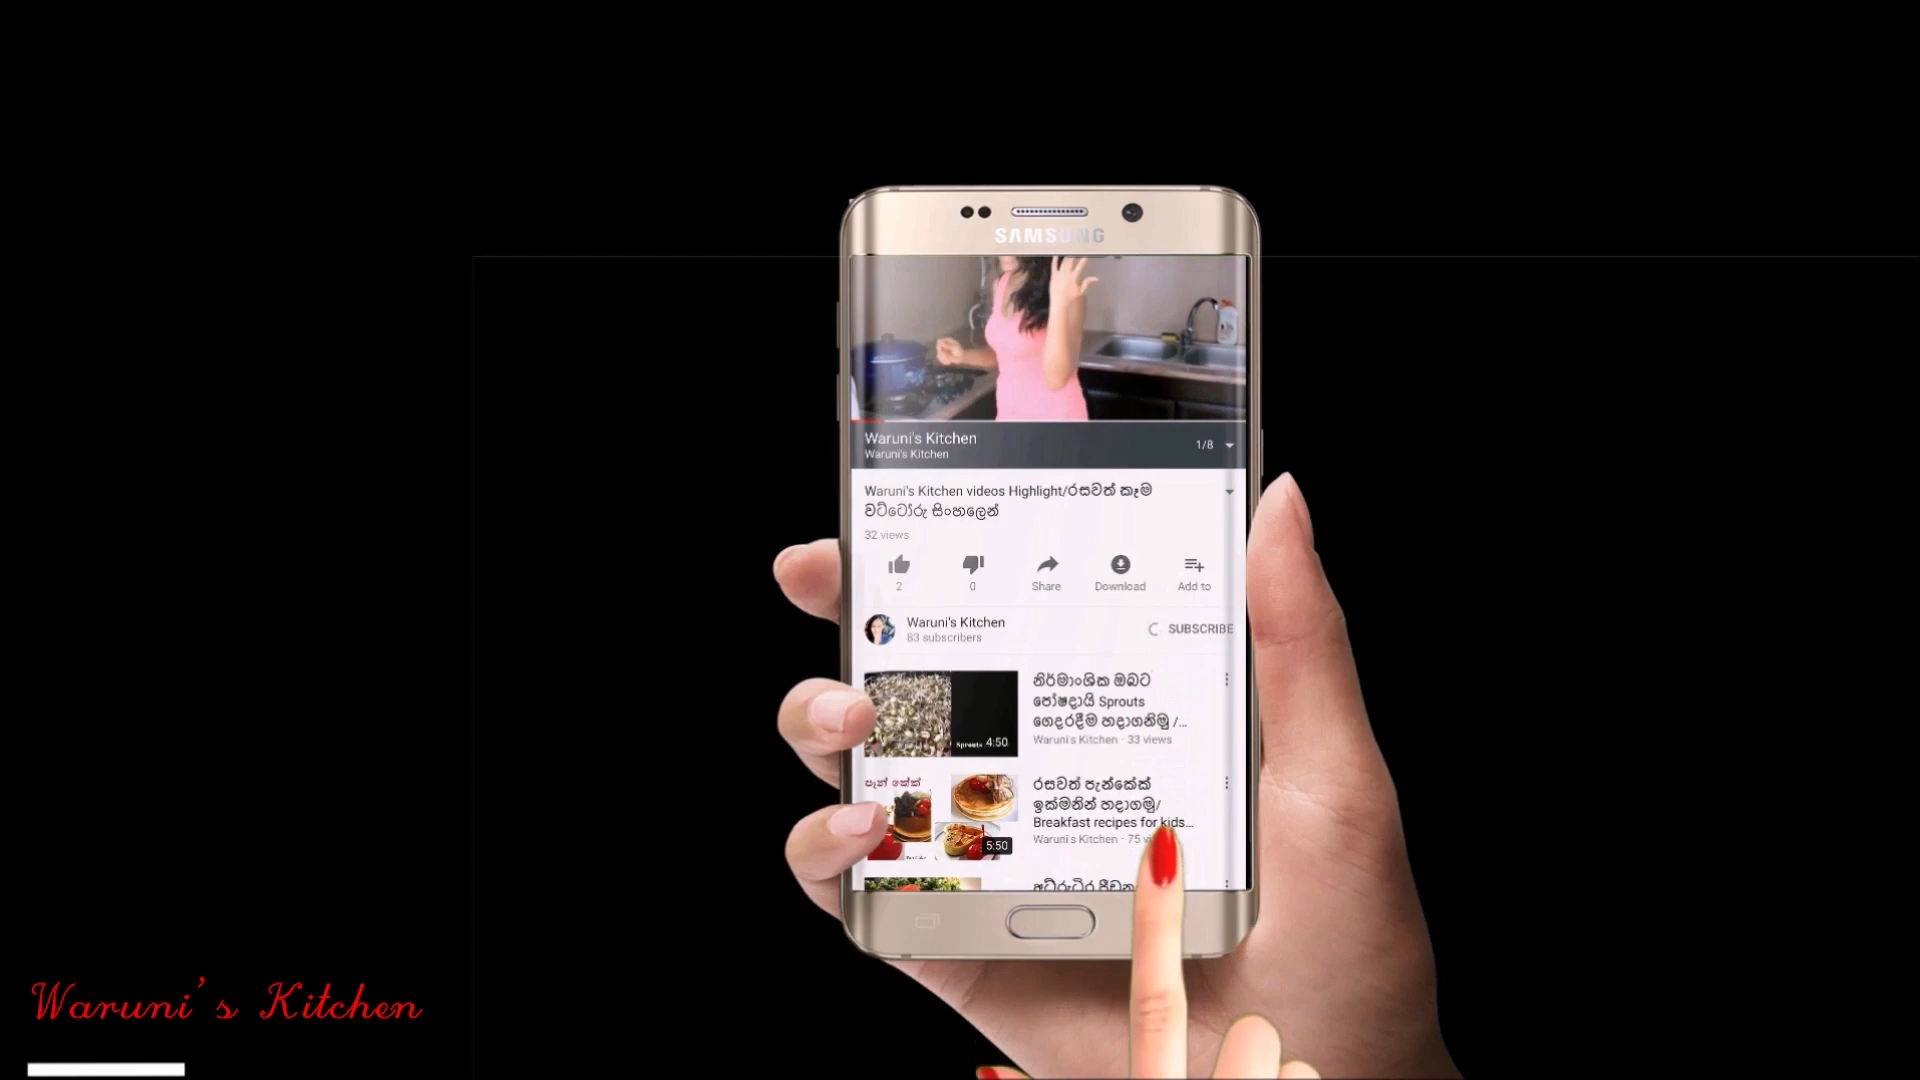 SAMSUNG
Waruni's Kitchen
Waruni's Kitchen
1/8
Waruni's Kitchen videos Highlight/රසවත් කෑම
වට්ටෝරු සිංහලෙන්
32 views
2
0
Share
Download
Add to
Waruni's Kitchen
83 subscribers
SUBSCRIBE
නිර්මාංශික ඔබට
පෝෂදායි Sprouts
ගෙදරදීම හදාගනිමු /...
Waruni's Kitchen · 33 views
Sprouts 4:50
පැන් කේක්
රසවත් පැන්කේක්
ඉක්මනින් හදාගමු/
Breakfast recipes for kids...
Waruni's Kitchen · 75
5:50
Waruni's Kitchen